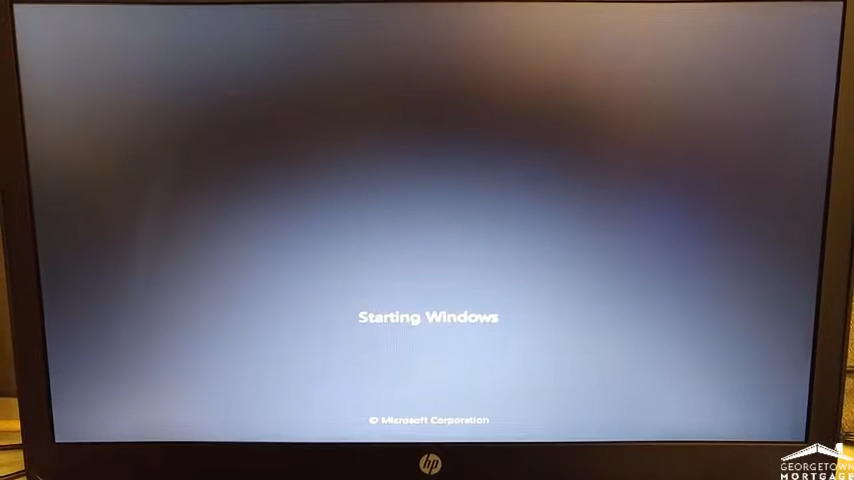 Starting Windows
© Microsoft Corporation
hp
GEORGETOWN
MORTGAGE